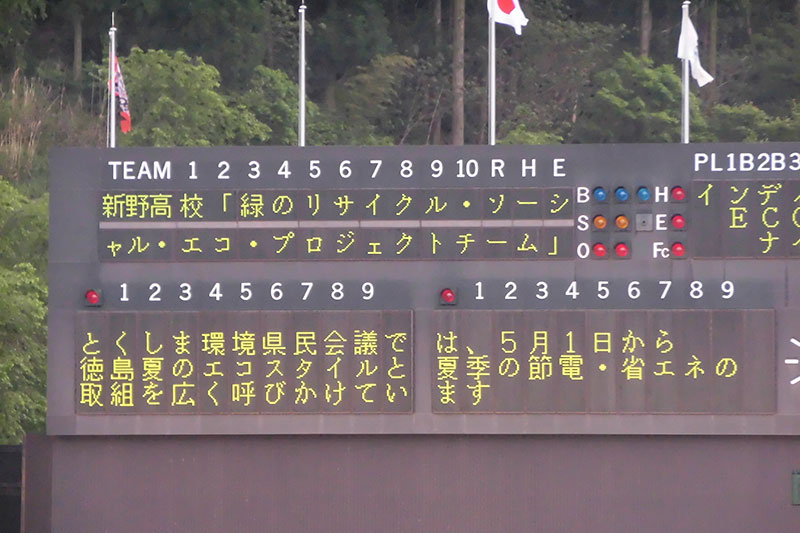 TEAM 1 2 3 4 5 6 7 8 9 10 R H E
PL1B2B3
新野高校「緑のリサイクル・ソーシ
ャル・エコ・プロジェクトチーム」
B H
S E
O Fc
インデ
EC
ナ
1 2 3 4 5 6 7 8 9
とくしま環境県民会議で
徳島夏のエコスタイルと
取組を広く呼びかけてい
1 2 3 4 5 6 7 8 9
は、5月1日から
夏季の節電・省エネの
ます